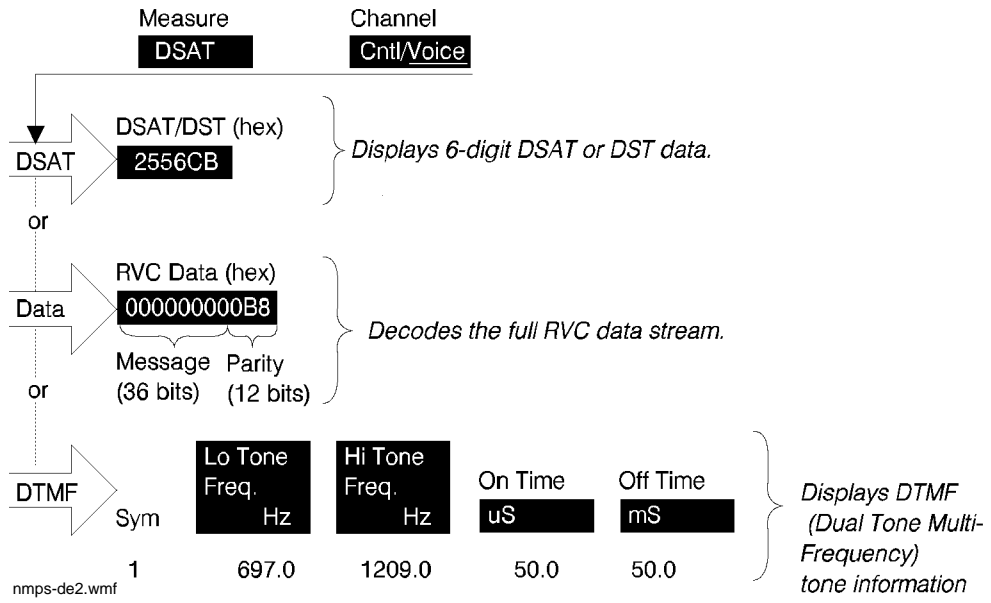 Measure Channel
DSAT Cntl/Voice
DSAT/DST (hex)
DSAT 2556CB Displays 6-digit DSAT or DST data.
or
RVC Data (hex)
Data 000000000B8 Decodes the full RVC data stream.
Message Parity
(36 bits) (12 bits)
or
Lo Tone Hi Tone
Freq. Freq. On Time Off Time
DTMF Sym Hz Hz uS mS
1 697.0 1209.0 50.0 50.0
Displays DTMF
(Dual Tone Multi-
Frequency)
tone information
nmps-de2.wmf